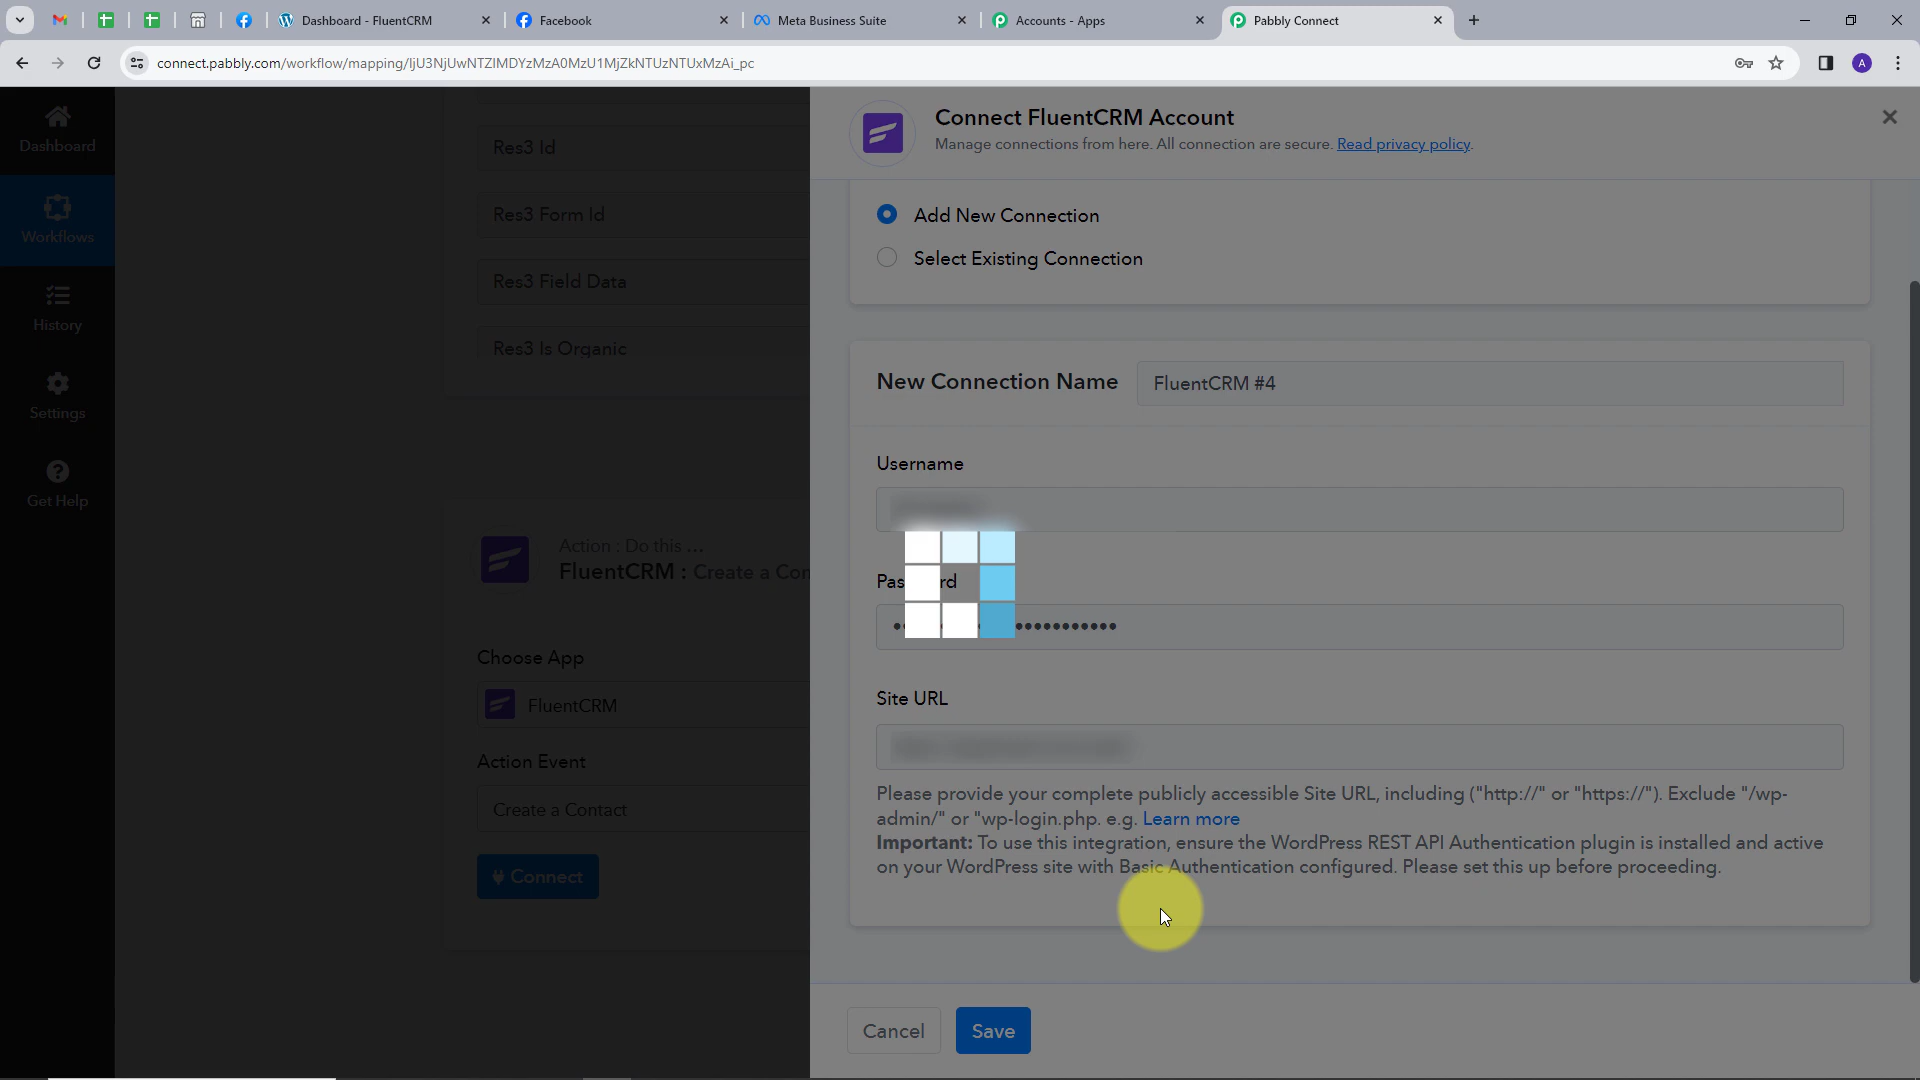 Dashboard - FluentCRM
Facebook
Meta Business Suite
Accounts - Apps
Pabbly Connect
connect.pabbly.com/workflow/mapping/IjU3NjUwNTZlMDYzMzA0MzU1MjZkNTUzNTUxMzAi_pc
A
Dashboard
Workflows
History
Settings
Get Help
Res3 Id
Res3 Form Id
Res3 Field Data
Res3 Is Organic
Action : Do this ...
FluentCRM : Create a Con
Choose App
FluentCRM
Action Event
Create a Contact
Connect
Connect FluentCRM Account
Manage connections from here. All connection are secure. Read privacy policy.
Add New Connection
Select Existing Connection
New Connection Name
FluentCRM #4
Username
Site URL
Please provide your complete publicly accessible Site URL, including ("http://" or "https://"). Exclude "/wp-
admin/" or "wp-login.php. e.g. Learn more
Important: To use this integration, ensure the WordPress REST API Authentication plugin is installed and active
on your WordPress site with Basic Authentication configured. Please set this up before proceeding.
Cancel
Save